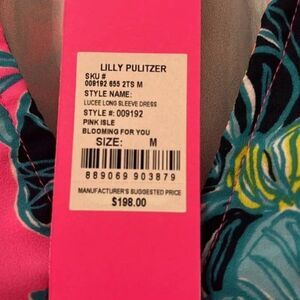 LILLY PULITZER
SKU #
009192 655 2TS M
STYLE NAME:
LUCEE LONG SLEEVE DRESS
STYLE #: 009192
PINK ISLE
BLOOMING FOR YOU
SIZE: M
889069 903879
MANUFACTURER'S SUGGESTED PRICE
$198.00